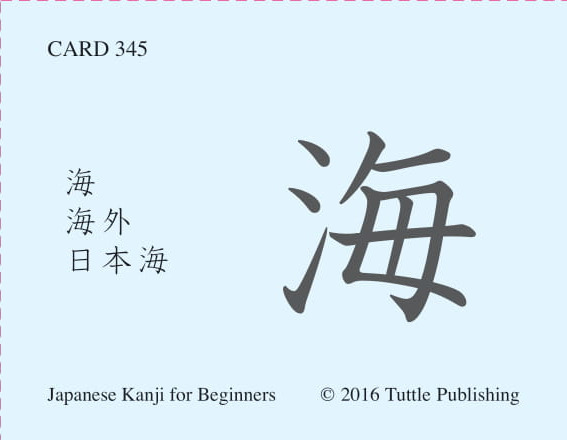 CARD 345
海
海外
日本海
海
Japanese Kanji for Beginners © 2016 Tuttle Publishing